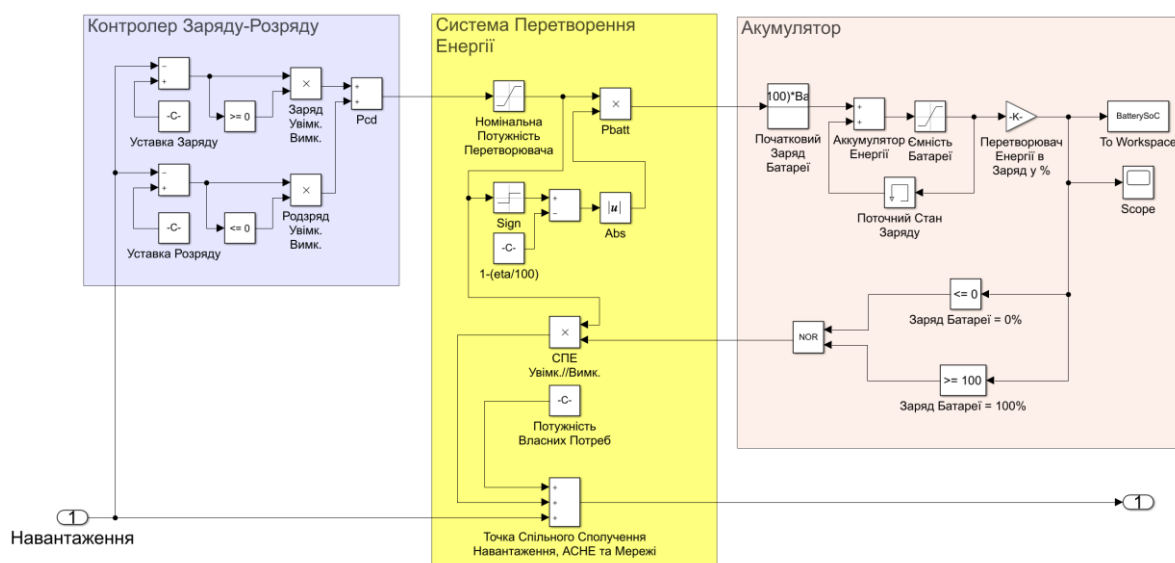 Контролер Заряду-Розряду
−
+
-C-
Уставка Заряду
>= 0
×
Заряд
Увімк.
Вимк.
+
+
Pcd
−
+
-C-
Уставка Розряду
<= 0
×
Родзряд
Увімк.
Вимк.
Система Перетворення
Енергії
Номінальна
Потужність
Перетворювача
×
Pbatt
Sign
+
−
|u|
Abs
-C-
1-(eta/100)
×
СПЕ
Увімк.//Вимк.
-C-
Потужність
Власних Потреб
+
+
+
Точка Спільного Сполучення
Навантаження, АСНЕ та Мережі
Акумулятор
100)*Ba
Початковий
Заряд
Батареї
+
+
Аккумулятор
Енергії
Ємність
Батареї
-K-
Перетворювач
Енергії в
Заряд у %
BatterySoC
To Workspace
Scope
Поточний Стан
Заряду
<= 0
Заряд Батареї = 0%
NOR
>= 100
Заряд Батареї = 100%
1
Навантаження
1